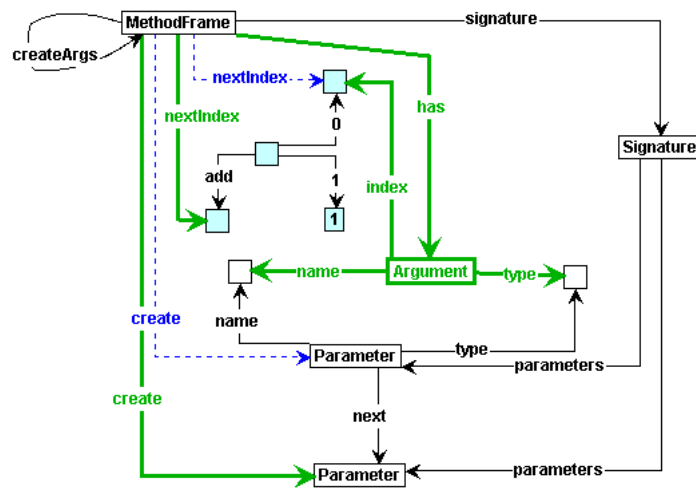 MethodFrame
signature
createArgs
nextIndex
0
nextIndex
has
Signature
add
1
index
1
name
Argument
type
create
name
Parameter
type
parameters
create
next
Parameter
parameters